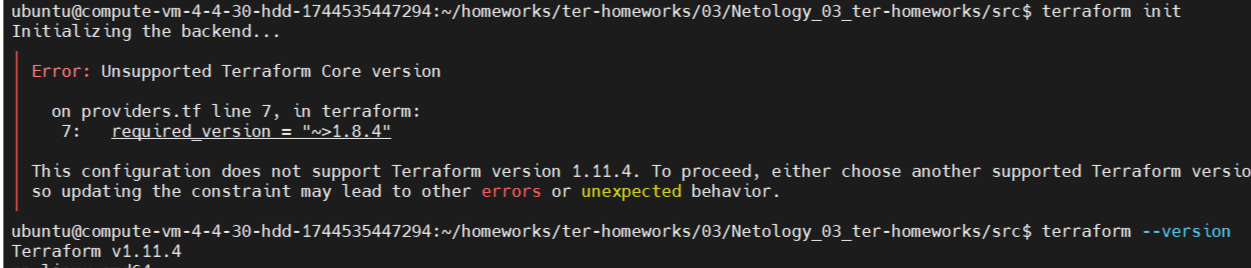 ubuntu@compute-vm-4-4-30-hdd-1744535447294:~/homeworks/ter-homeworks/03/Netology_03_ter-homeworks/src$ terraform init
Initializing the backend...
Error: Unsupported Terraform Core version
on providers.tf line 7, in terraform:
7: required_version = "~>1.8.4"
This configuration does not support Terraform version 1.11.4. To proceed, either choose another supported Terraform versio
so updating the constraint may lead to other errors or unexpected behavior.
ubuntu@compute-vm-4-4-30-hdd-1744535447294:~/homeworks/ter-homeworks/03/Netology_03_ter-homeworks/src$ terraform --version
Terraform v1.11.4